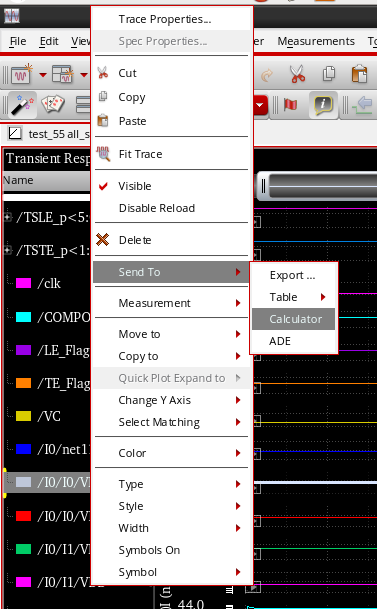 Trace Properties...
Spec Properties...
File Edit Measurements
Cut
Copy
Paste
test_55 all_s
Fit Trace
Transient Resp
Name
Visible
Disable Reload
/TSLE_p<5:
Delete
/TSTE_p<1:
Send To
Export ...
/clk
Table
Measurement
/COMPO
Calculator
Move to
ADE
/LE_Flag
Copy to
Quick Plot Expand to
/TE_Flag
Change Y Axis
/VC
Select Matching
/I0/net1
Color
/I0/I0/V
Type
Style
/I0/I0/V
Width
/I0/I1/V
Symbols On
Symbol
/I0/I1/V
44.0